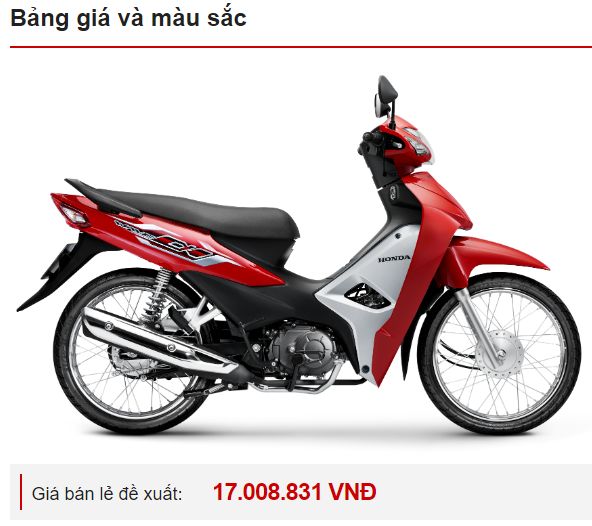 Bảng giá và màu sắc
HONDA
Giá bán lẻ đề xuất: 17.008.831 VNĐ